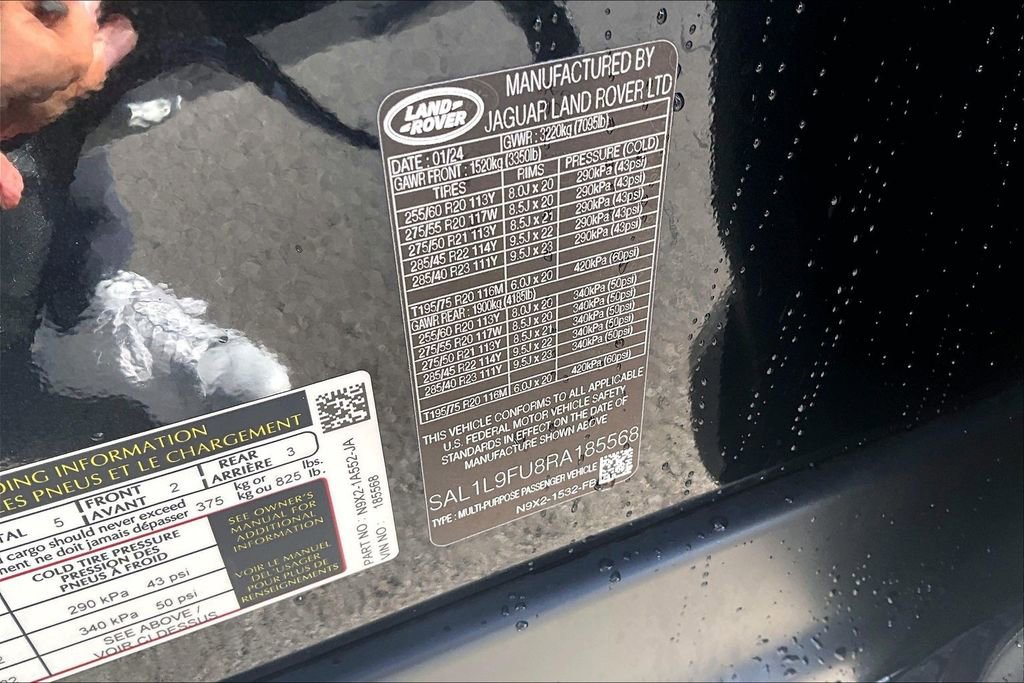 LAND-
-ROVER
MANUFACTURED BY
JAGUAR LAND ROVER LTD
DATE : 01/24 GVWR : 3220kg (7095lb)
GAWR FRONT : 1520kg (3350lb)
TIRES RIMS PRESSURE (COLD)
255/60 R20 113Y 8.0J x 20 290kPa (43psi)
275/55 R20 117W 8.5J x 20 290kPa (43psi)
275/50 R21 113Y 8.5J x 21 290kPa (43psi)
285/45 R22 114Y 9.5J x 22 290kPa (43psi)
285/40 R23 111Y 9.5J x 23 290kPa (43psi)
T195/75 R20 116M 6.0J x 20 420kPa (60psi)
GAWR REAR : 1900kg (4185lb)
255/60 R20 113Y 8.0J x 20 340kPa (50psi)
275/55 R20 117W 8.5J x 20 340kPa (50psi)
275/50 R21 113Y 8.5J x 21 340kPa (50psi)
285/45 R22 114Y 9.5J x 22 340kPa (50psi)
285/40 R23 111Y 9.5J x 23 340kPa (50psi)
T195/75 R20 116M 6.0J x 20 420kPa (60psi)
THIS VEHICLE CONFORMS TO ALL APPLICABLE
U.S. FEDERAL MOTOR VEHICLE SAFETY
STANDARDS IN EFFECT ON THE DATE OF
MANUFACTURE SHOWN ABOVE
SAL1L9FU8RA185568
TYPE : MULTI-PURPOSE PASSENGER VEHICLE
N9X2-1532-FB
DING INFORMATION
ES PNEUS ET LE CHARGEMENT
TAL 5 FRONT AVANT 2 REAR ARRIÈRE 3
cargo should never exceed 375 kg or lbs.
ment ne doit jamais dépasser kg ou 825 lb.
COLD TIRE PRESSURE
PRESSION DES
PNEUS À FROID
290 kPa 43 psi
340 kPa 50 psi
SEE ABOVE /
VOIR CI.DESSUS
SEE OWNER'S
MANUAL FOR
ADDITIONAL
INFORMATION
VOIR LE MANUEL
DE L'USAGER
POUR PLUS DE
RENSEIGNEMENTS
PART NO : N9X2-1A552-JA
VIN NO : 185568